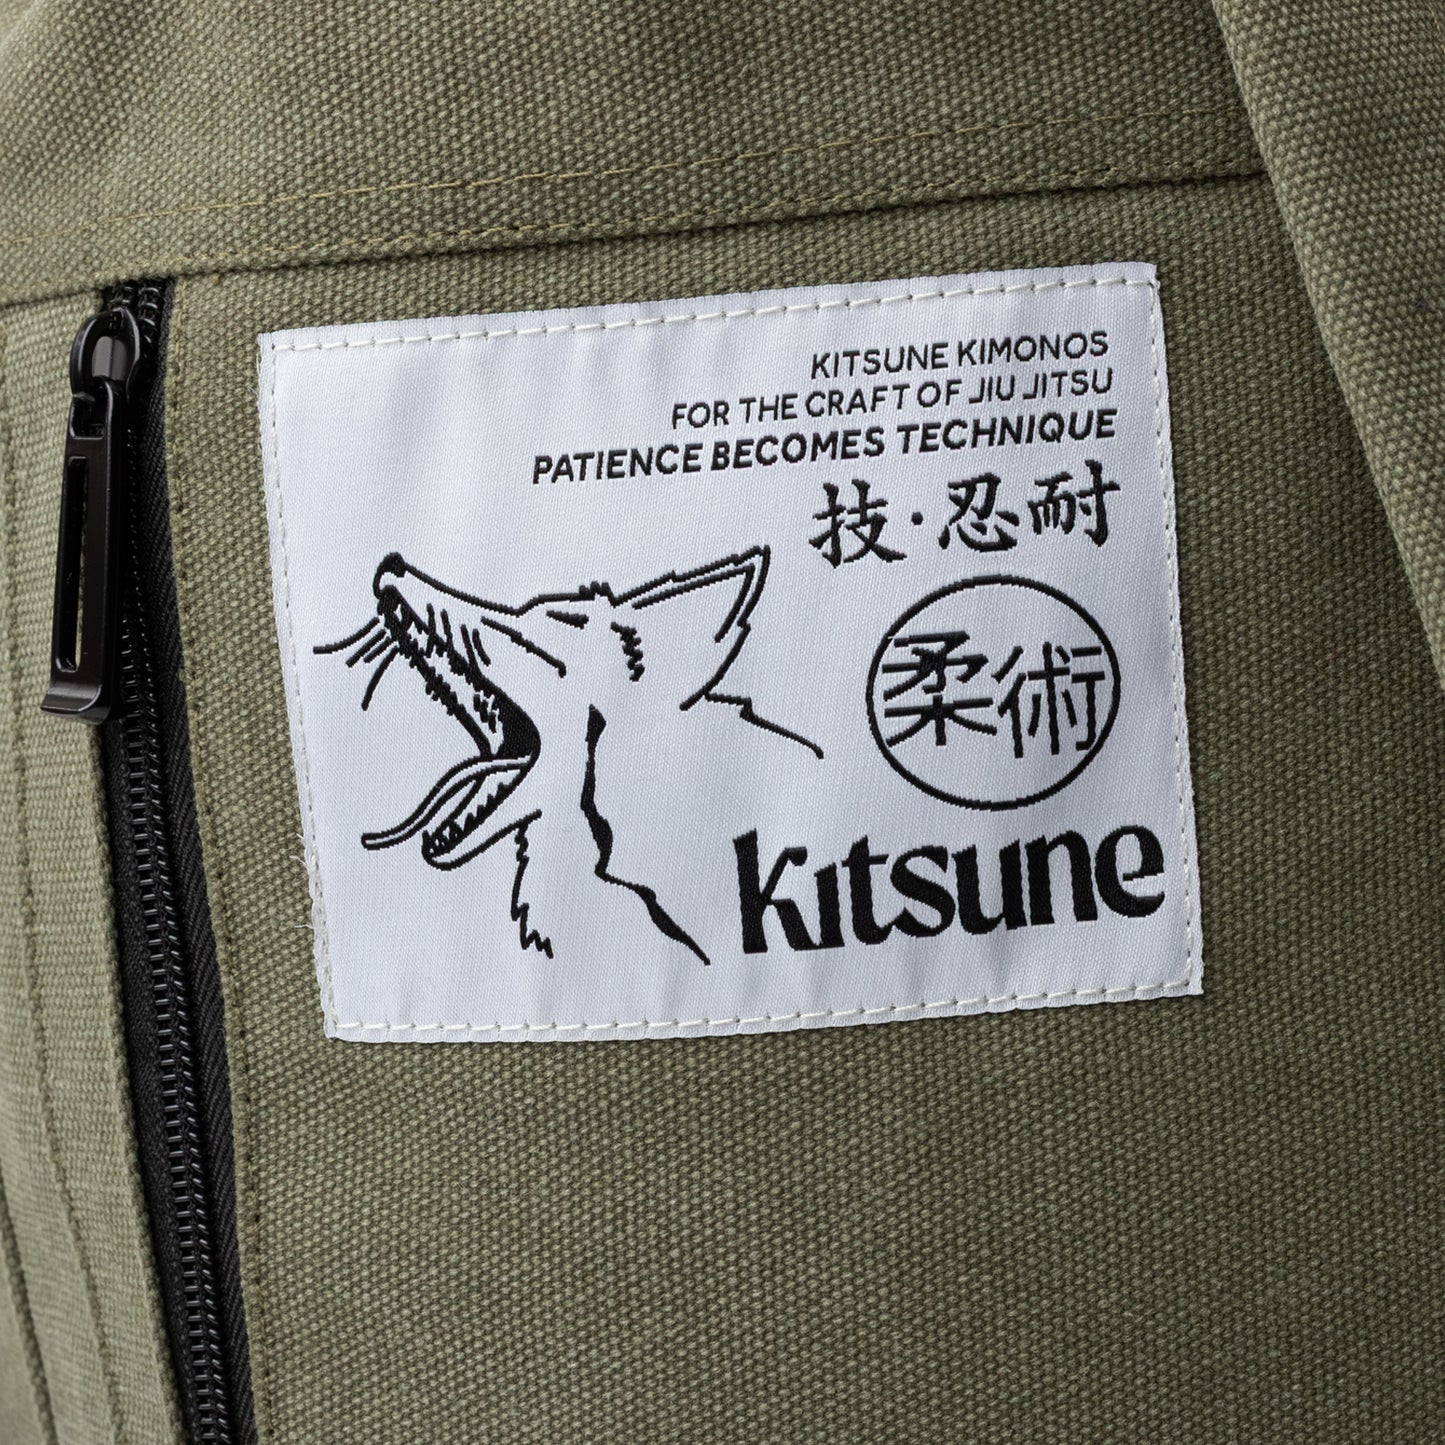 KITSUNE KIMONOS
FOR THE CRAFT OF JIU JITSU
PATIENCE BECOMES TECHNIQUE
技・忍耐
柔術
kitsune